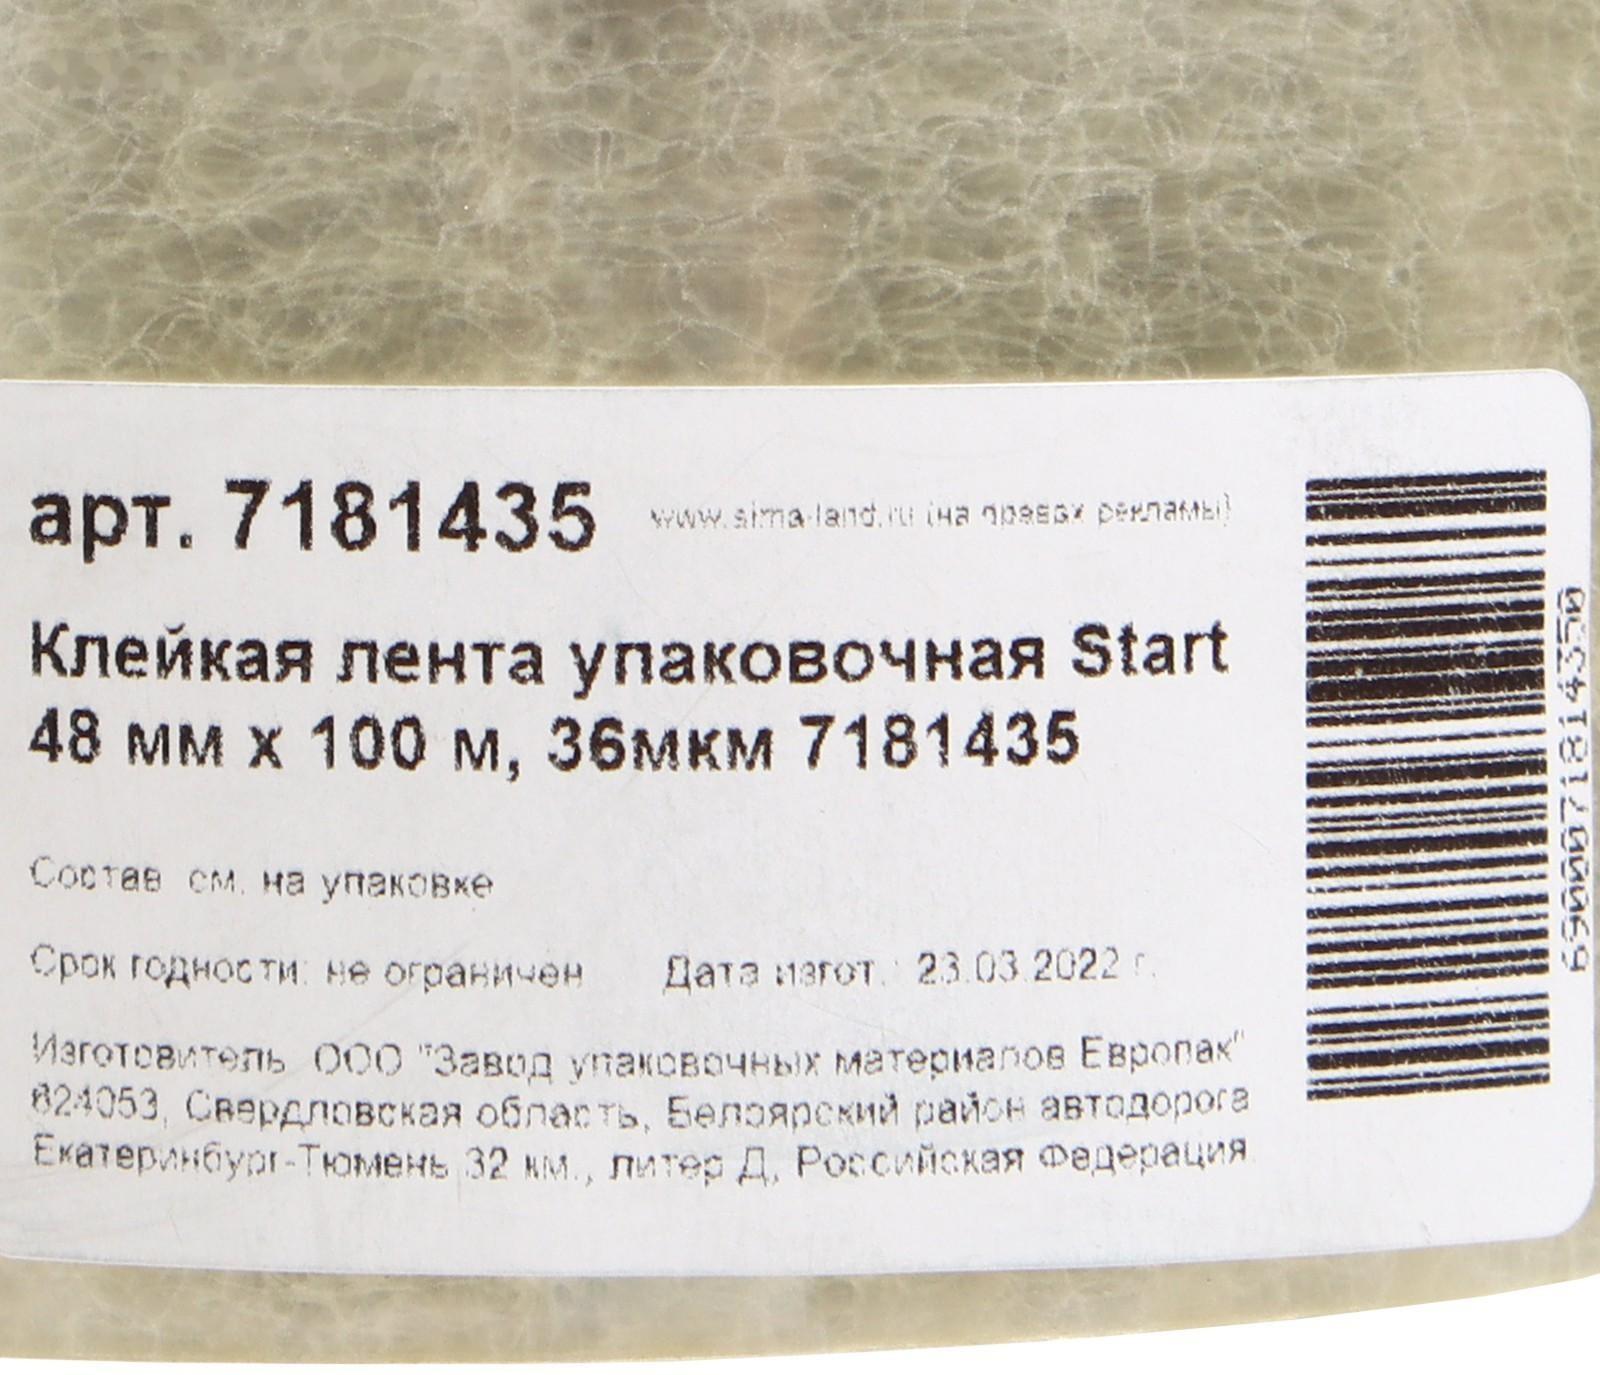 арт. 7181435 www.sima-land.ru (на правах рекламы)
Клейкая лента упаковочная Start
48 мм x 100 м, 36мкм 7181435
Состав см. на упаковке
Срок годности: не ограничен Дата изгот.: 23.03.2022 г.
Изготовитель ООО "Завод упаковочных материалов Европак"
624053, Свердловская область, Белоярский район автодорога
Екатеринбург-Тюмень 32 км., литер Д, Российская Федерация
69000071814350